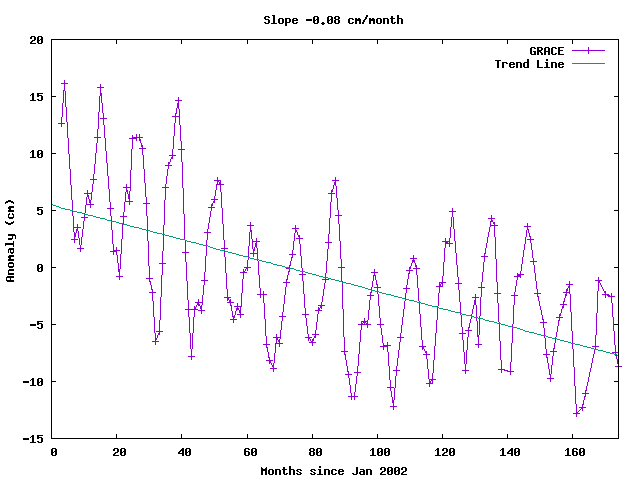 Slope -0.08 cm/month
20
15
10
5
0
-5
-10
-15
Anomaly (cm)
GRACE
Trend Line
0 20 40 60 80 100 120 140 160
Months since Jan 2002